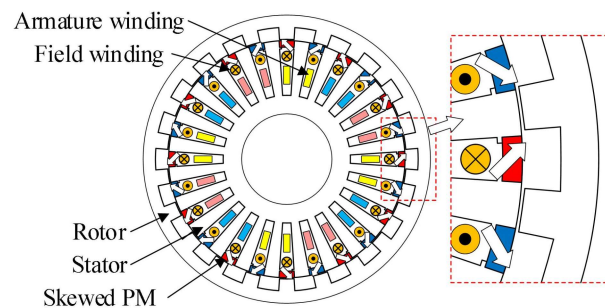 Armature winding
Field winding
Rotor
Stator
Skewed PM